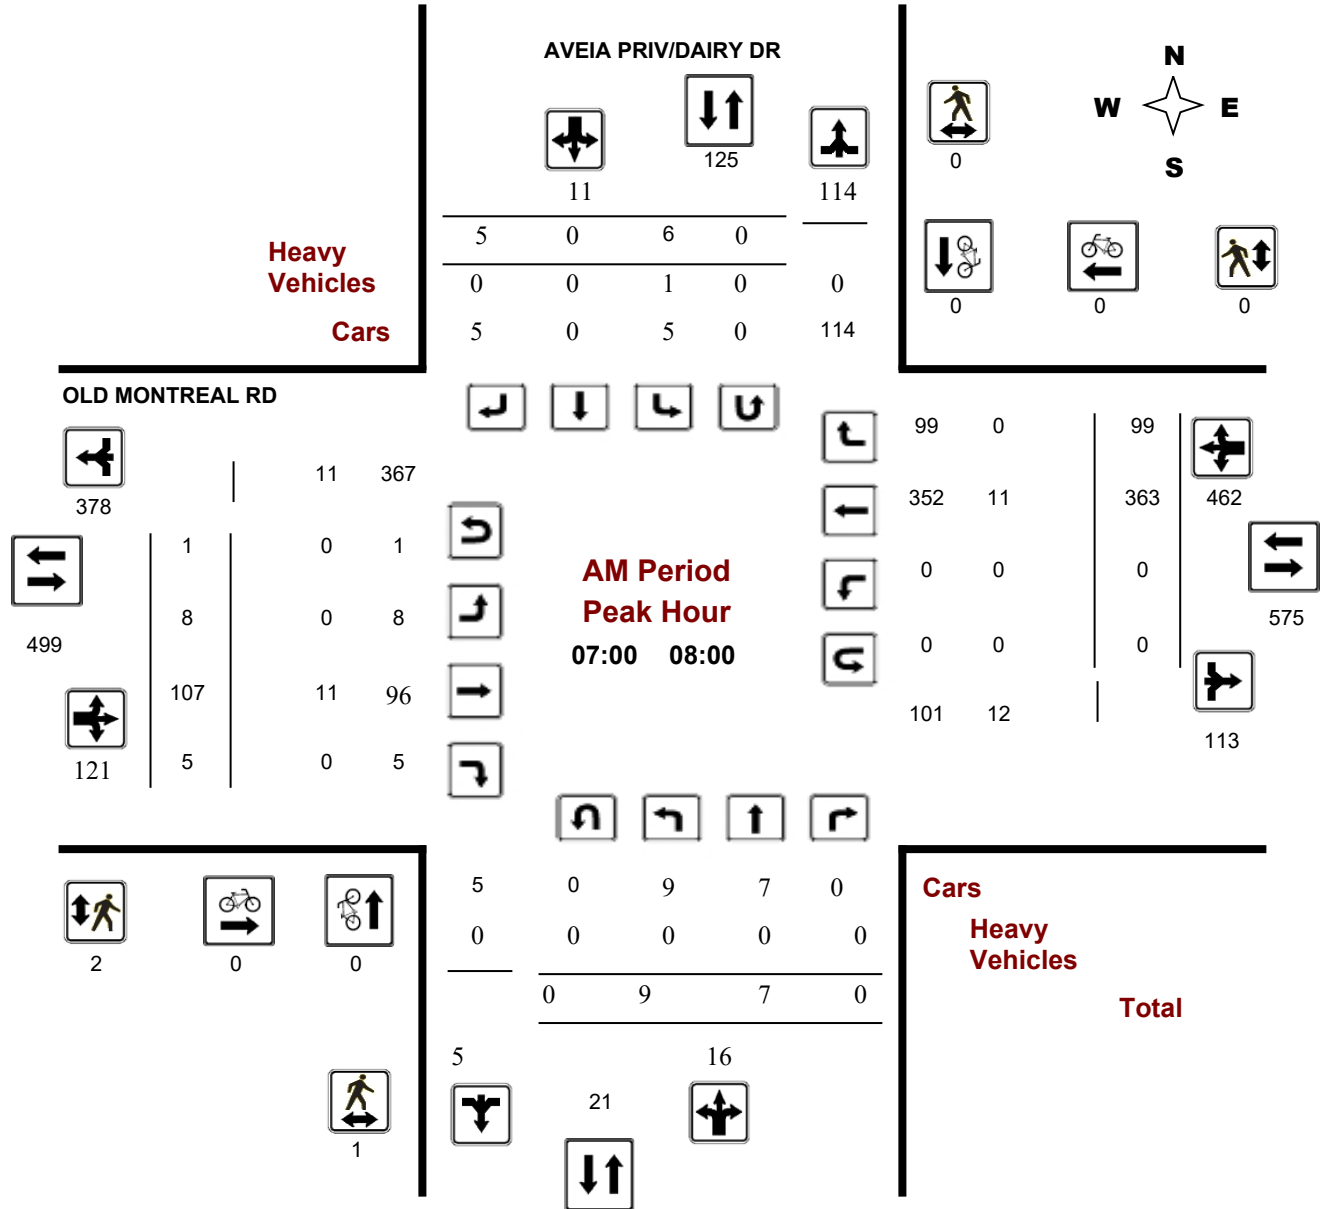 AVEIA PRIV/DAIRY DR
N
W E
S
125
0
11 114
5 0 6 0
Heavy
Vehicles
0 0 1 0 0
0 0 0
Cars
5 0 5 0 114
OLD MONTREAL RD
99 0 99
11 367
378
352 11 363 462
1 0 1
AM Period
0 0 0
8 0 8
Peak Hour
575
499
07:00 08:00
0 0 0
107 11 96
101 12
113
121
5 0 5
5 0 9 7 0
Cars
0 0 0 0 0
Heavy
Vehicles
2 0 0
0 9 7 0
Total
5 16
21
1